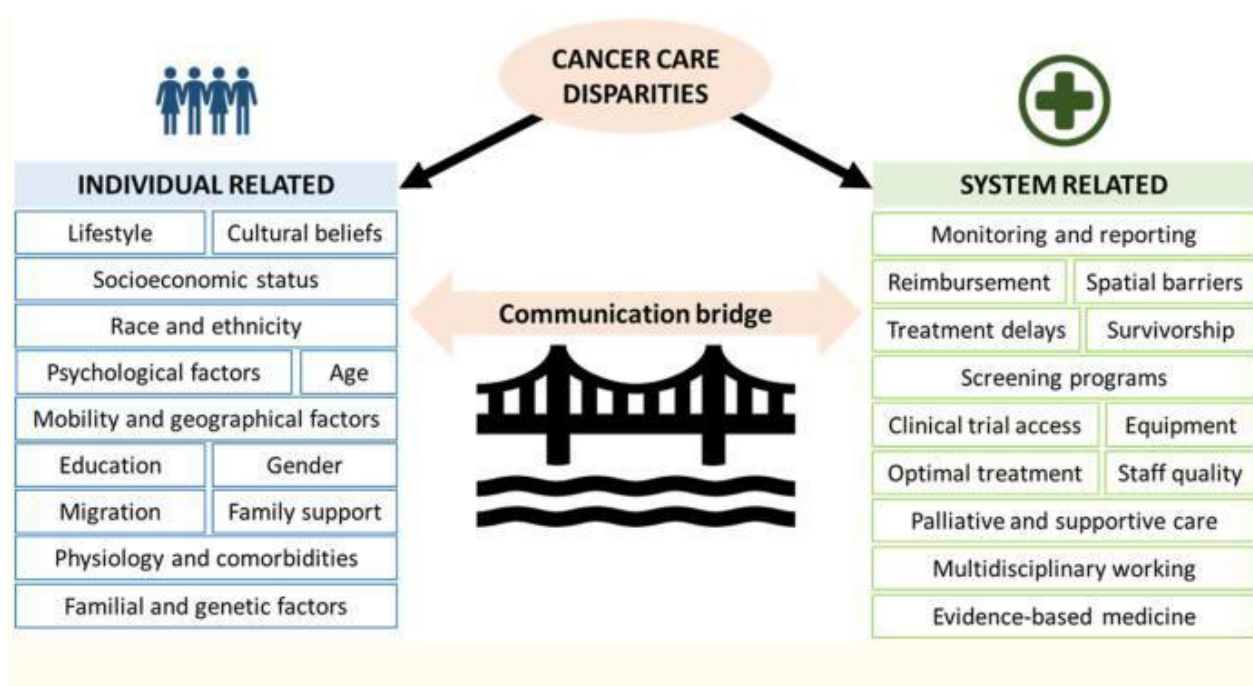 CANCER CARE
DISPARITIES
INDIVIDUAL RELATED
Lifestyle
Cultural beliefs
Socioeconomic status
Race and ethnicity
Psychological factors
Age
Mobility and geographical factors
Education
Gender
Migration
Family support
Physiology and comorbidities
Familial and genetic factors
Communication bridge
SYSTEM RELATED
Monitoring and reporting
Reimbursement
Spatial barriers
Treatment delays
Survivorship
Screening programs
Clinical trial access
Equipment
Optimal treatment
Staff quality
Palliative and supportive care
Multidisciplinary working
Evidence-based medicine